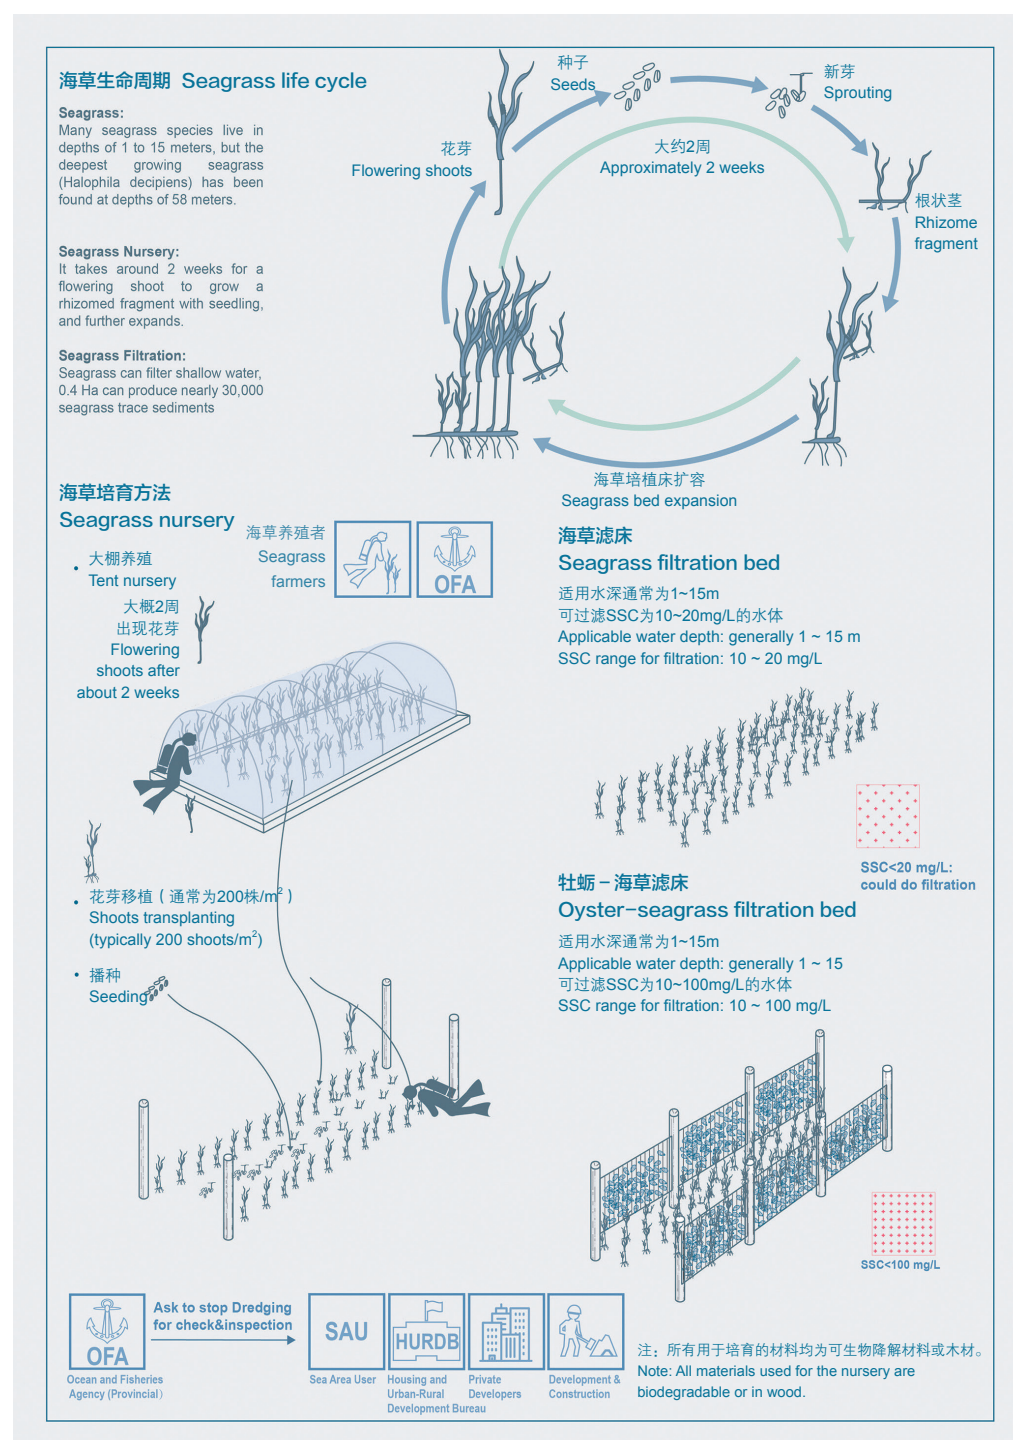 海草生命周期 Seagrass life cycle
Seagrass:
Many seagrass species live in
depths of 1 to 15 meters, but the
deepest growing seagrass
(Halophila decipiens) has been
found at depths of 58 meters.
Seagrass Nursery:
It takes around 2 weeks for a
flowering shoot to grow a
rhizomed fragment with seedling,
and further expands.
Seagrass Filtration:
Seagrass can filter shallow water,
0.4 Ha can produce nearly 30,000
seagrass trace sediments
种子
Seeds
新芽
Sprouting
花芽
Flowering shoots
大约2周
Approximately 2 weeks
根状茎
Rhizome
fragment
海草培植床扩容
Seagrass bed expansion
海草培育方法
Seagrass nursery
海草养殖者
Seagrass
farmers
OFA
大棚养殖
Tent nursery
大概2周
出现花芽
Flowering
shoots after
about 2 weeks
花芽移植（通常为200株/m²）
Shoots transplanting
(typically 200 shoots/m²)
播种
Seeding
海草滤床
Seagrass filtration bed
适用水深通常为1~15m
可过滤SSC为10~20mg/L的水体
Applicable water depth: generally 1 ~ 15 m
SSC range for filtration: 10 ~ 20 mg/L
SSC<20 mg/L:
could do filtration
牡蛎–海草滤床
Oyster–seagrass filtration bed
适用水深通常为1~15m
Applicable water depth: generally 1 ~ 15
可过滤SSC为10~100mg/L的水体
SSC range for filtration: 10 ~ 100 mg/L
SSC<100 mg/L
OFA
Ocean and Fisheries
Agency (Provincial）
Ask to stop Dredging
for check&inspection
SAU
Sea Area User
HURDB
Housing and
Urban-Rural
Development Bureau
Private
Developers
Development &
Construction
注：所有用于培育的材料均为可生物降解材料或木材。
Note: All materials used for the nursery are
biodegradable or in wood.